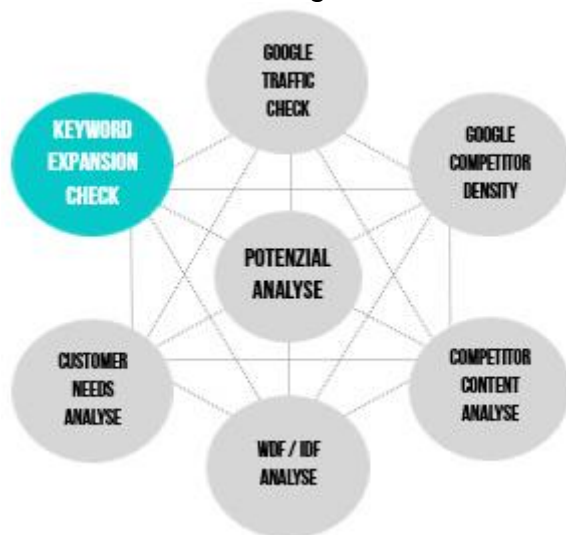 GOOGLE
TRAFFIC
CHECK
KEYWORD
EXPANSION
CHECK
GOOGLE
COMPETITOR
DENSITY
POTENZIAL
ANALYSE
CUSTOMER
NEEDS
ANALYSE
COMPETITOR
CONTENT
ANALYSE
WDF / IDF
ANALYSE